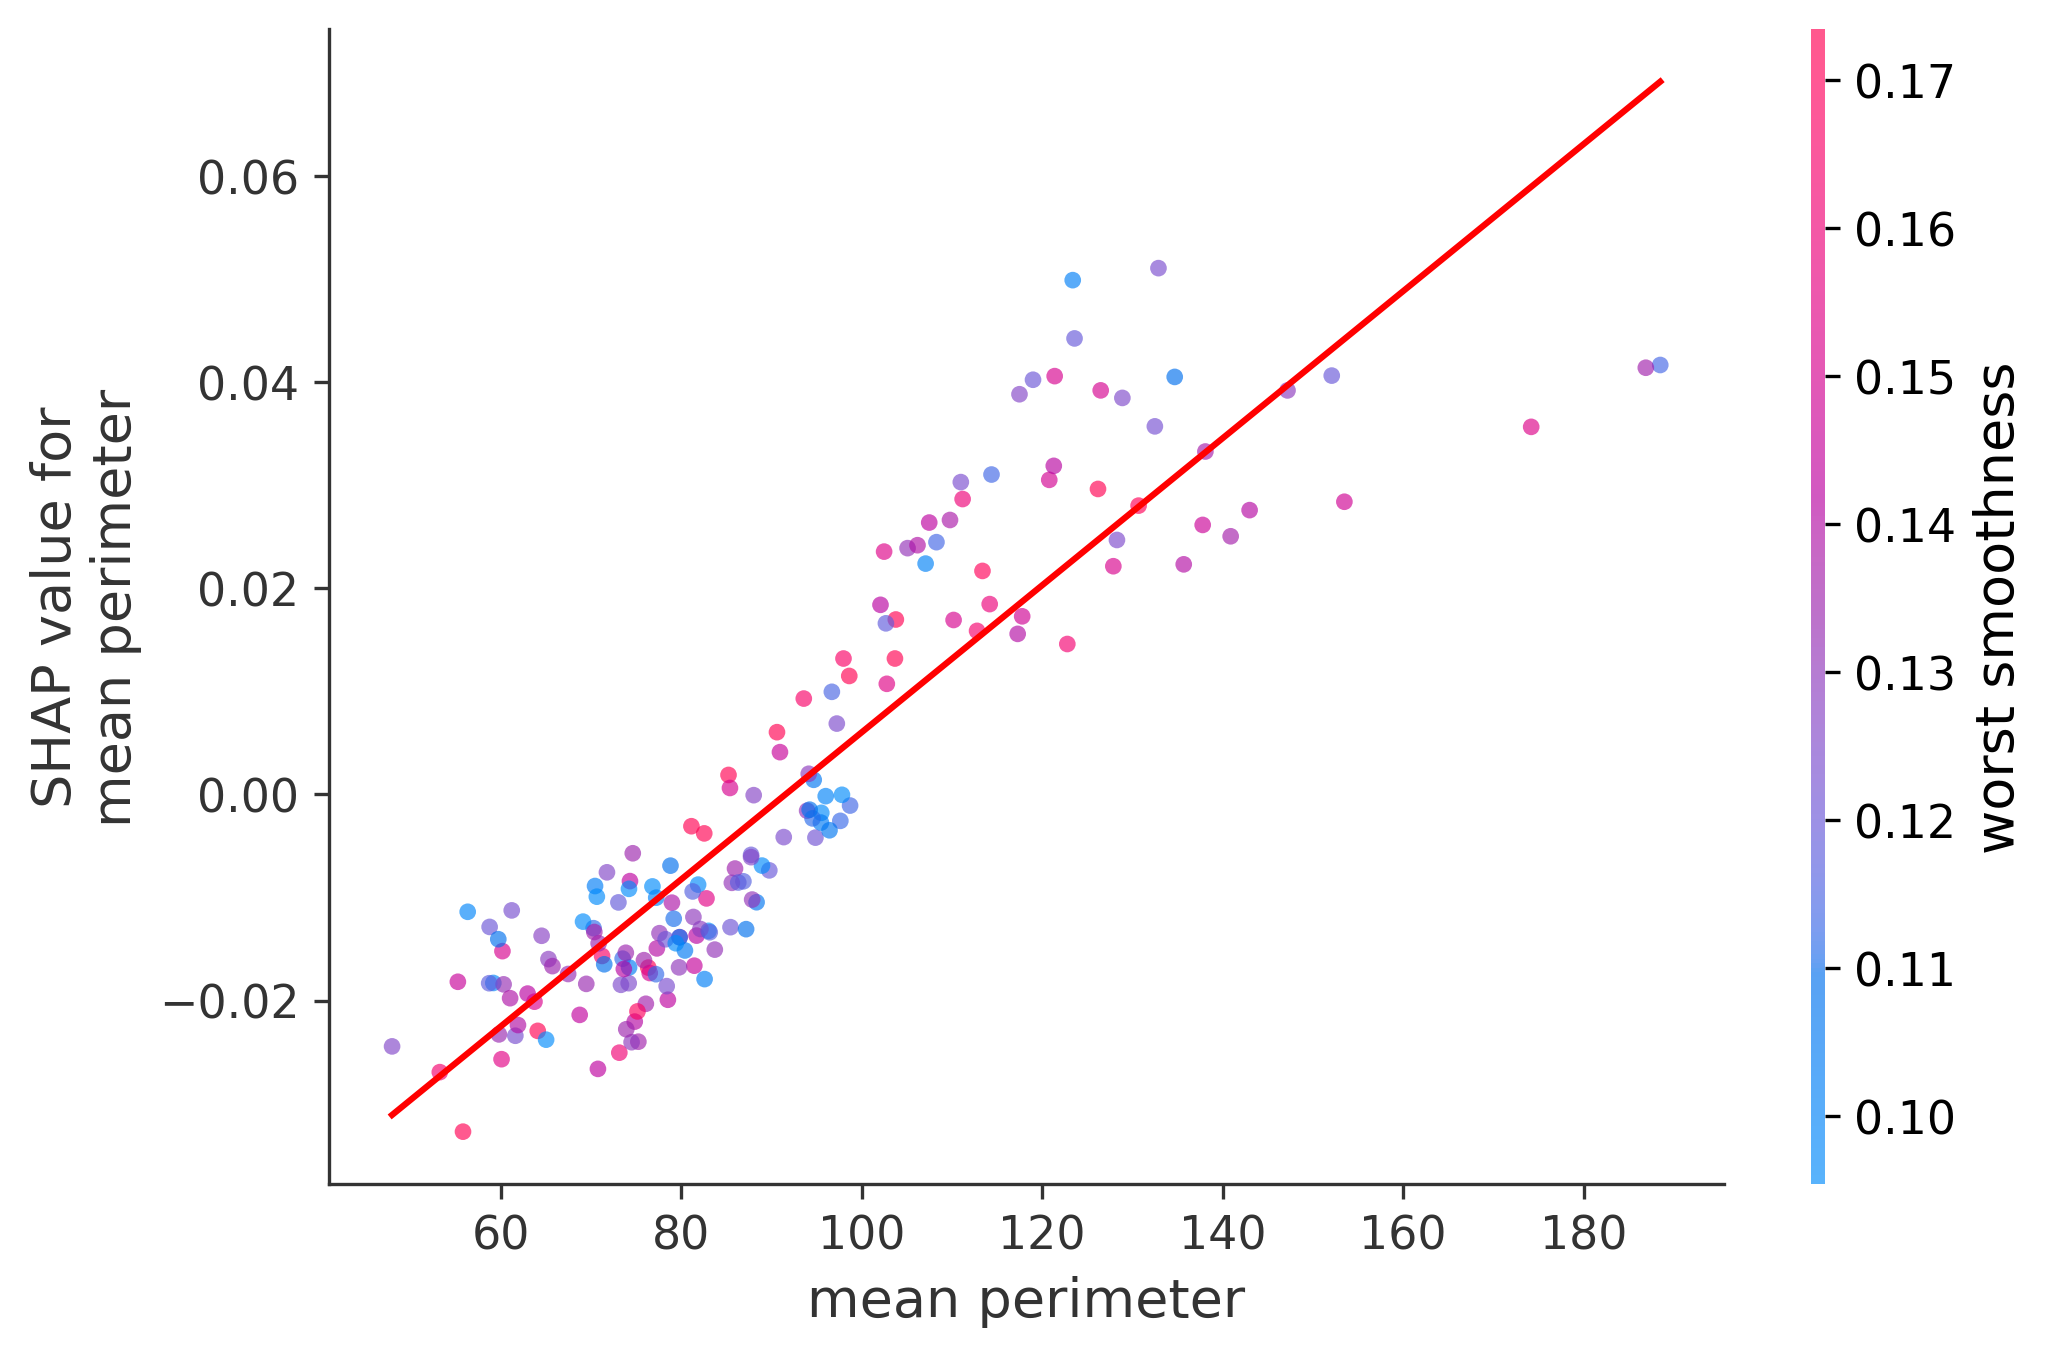 SHAP value for
mean perimeter
0.06
0.04
0.02
0.00
−0.02
60 80 100 120 140 160 180
mean perimeter
0.17
0.16
0.15
0.14
0.13
0.12
0.11
0.10
worst smoothness